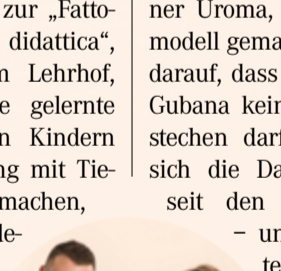 zur „Fatto-
didattica“,
Lehrhof,
gelernte
Kindern
mit Tie-
machen,
ner Uroma,
modell gema
darauf, dass
Gubana kein
stechen darf
sich die Da
seit den
– un
te